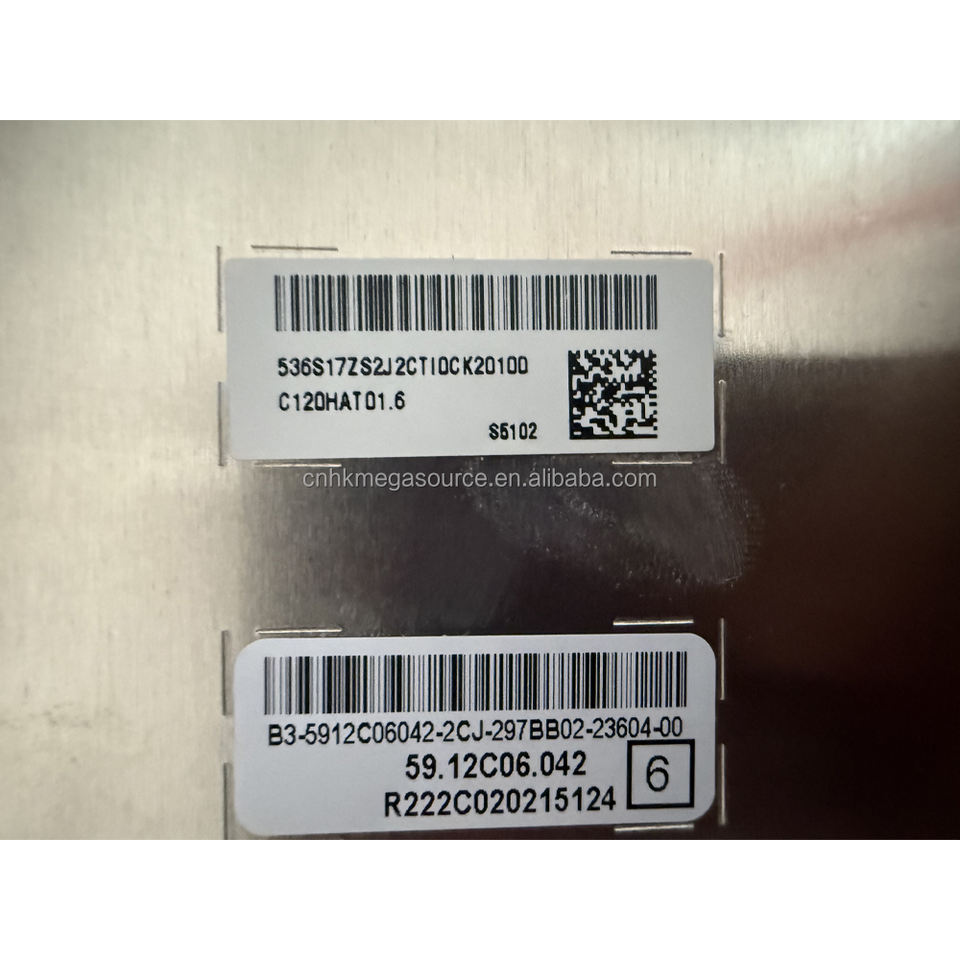 536S17ZS2J2CTI0CK20100
C120HAT01.6
S5102
cnhkmegasource.en.alibaba.com
B3-5912C06042-2CJ-297BB02-23604-00
59.12C06.042
6
R222C020215124